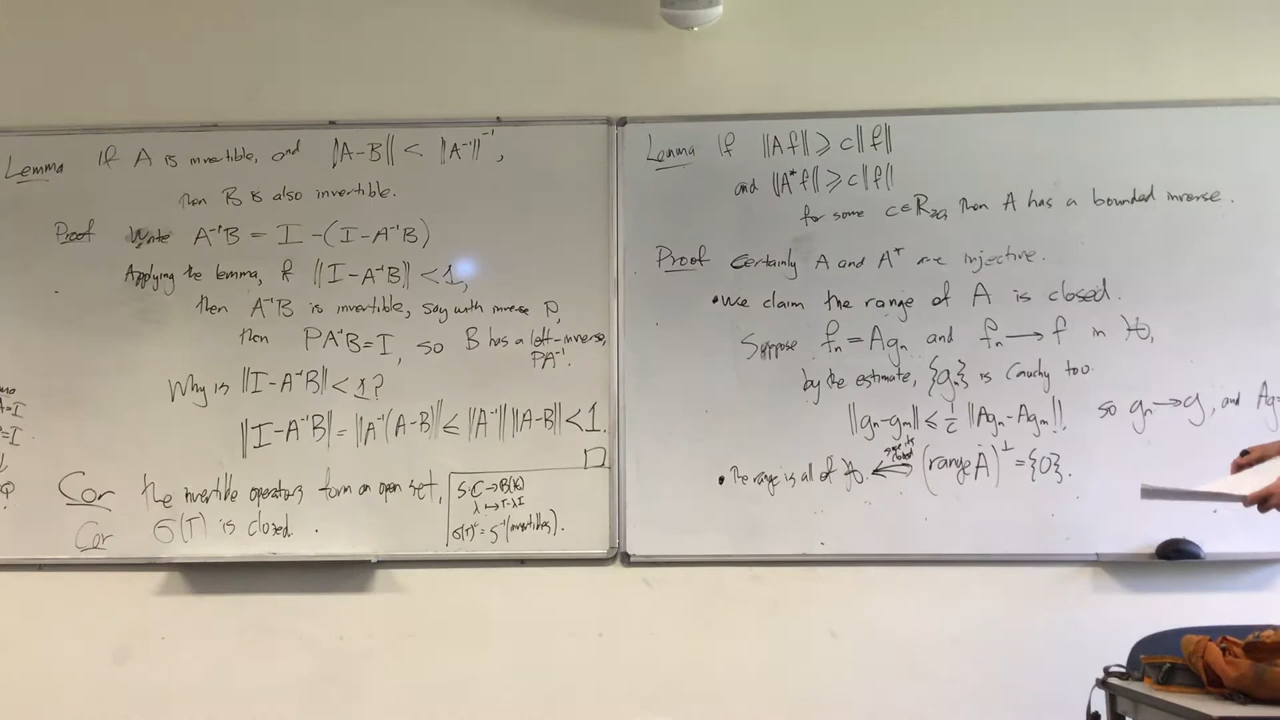 Lemma If A is invertible, and ||A-B|| < ||A⁻¹||⁻¹,
then B is also invertible.
Proof Write A⁻¹B = I - (I - A⁻¹B)
Applying the lemma, if ||I - A⁻¹B|| < 1,
then A⁻¹B is invertible, say with inverse P,
then PA⁻¹B = I, so B has a left-inverse,
PA⁻¹.
Why is ||I - A⁻¹B|| < 1?
||I - A⁻¹B|| = ||A⁻¹(A-B)|| ≤ ||A⁻¹|| ||A-B|| < 1.
Cor the invertible operators form an open set.
Cor σ(T) is closed.
S: C → B(H)
λ ↦ T-λI
σ(T)ᶜ = S⁻¹(invertibles).
Lemma If ||Af|| ≥ c||f||
and ||A*f|| ≥ c||f||
for some c ∈ R>0, then A has a bounded inverse.
Proof Certainly A and A* are injective.
• We claim the range of A is closed.
Suppose fₙ = Agₙ and fₙ → f in H,
by the estimate, {gₙ} is Cauchy too.
||gₙ - gₘ|| ≤ 1/c ||Agₙ - Agₘ||. so gₙ → g, and Ag=
• The range is all of H. ⟺ (range A)^⊥ = {0}.